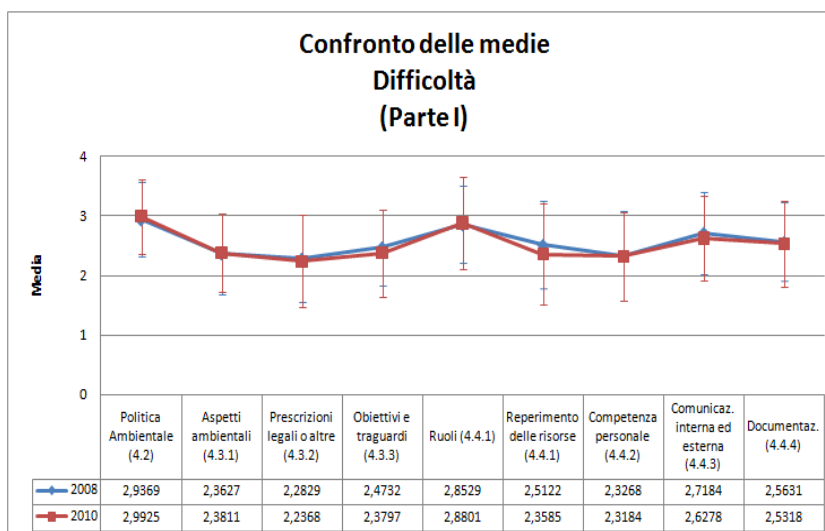 Confronto delle medie
Difficoltà
(Parte I)
4
3
2
1
0
Media
Politica Ambientale (4.2)
Aspetti ambientali (4.3.1)
Prescrizioni legali o altre (4.3.2)
Obiettivi e traguardi (4.3.3)
Ruoli (4.4.1)
Reperimento delle risorse (4.4.1)
Competenza personale (4.4.2)
Comunicaz. interna ed esterna (4.4.3)
Documentaz. (4.4.4)
2008 2,9369 2,3627 2,2829 2,4732 2,8529 2,5122 2,3268 2,7184 2,5631
2010 2,9925 2,3811 2,2368 2,3797 2,8801 2,3585 2,3184 2,6278 2,5318